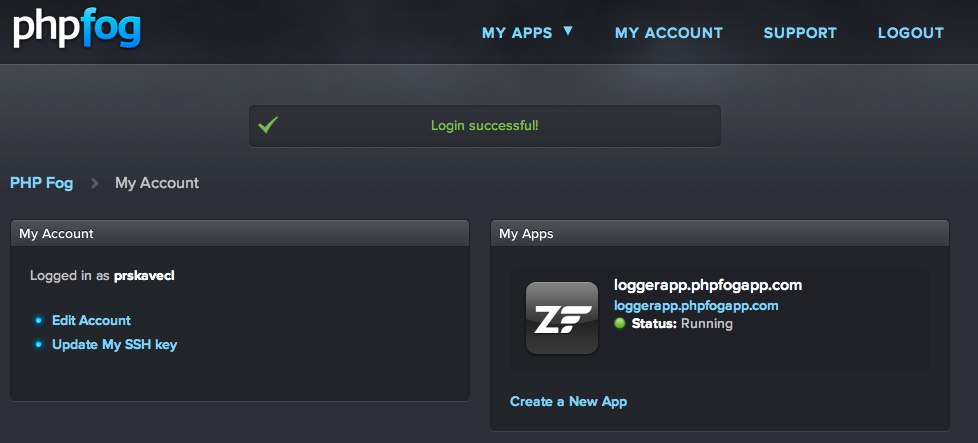 phpfog
MY APPS ▼ MY ACCOUNT SUPPORT LOGOUT
Login successful!
PHP Fog > My Account
My Account
Logged in as prskavecl
Edit Account
Update My SSH key
My Apps
ZF
loggerapp.phpfogapp.com
loggerapp.phpfogapp.com
Status: Running
Create a New App